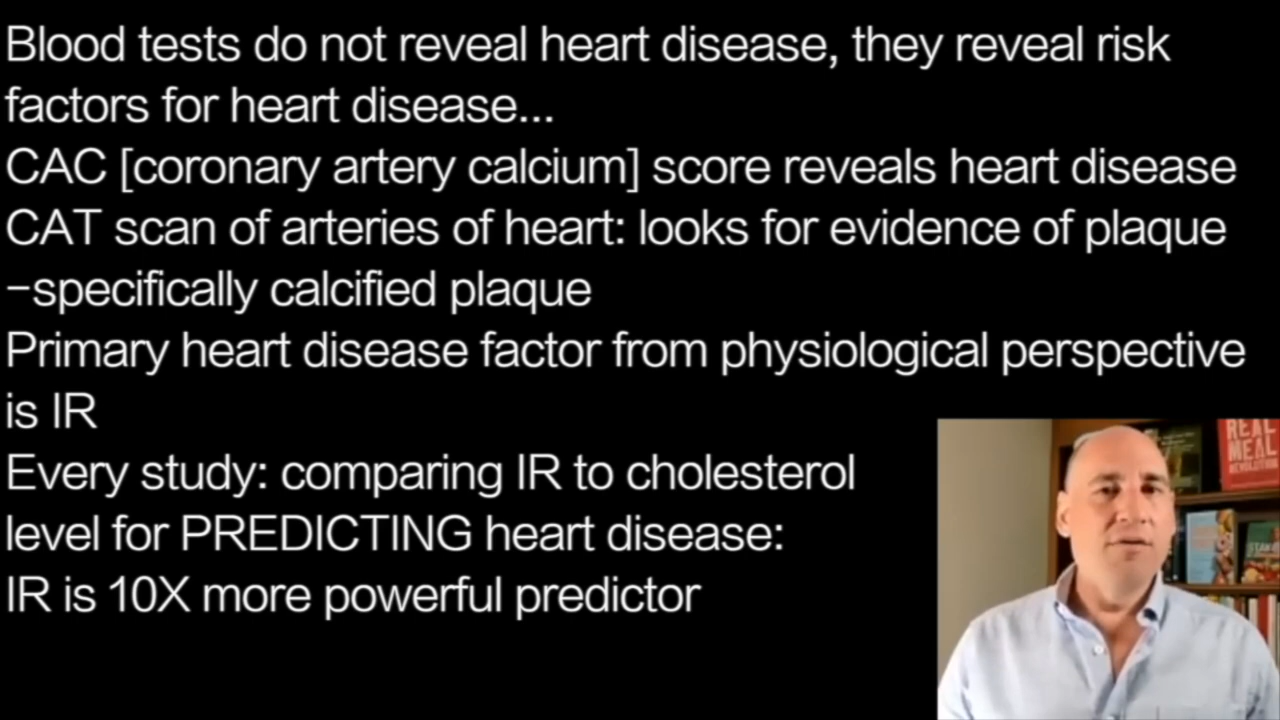 Blood tests do not reveal heart disease, they reveal risk
factors for heart disease...
CAC [coronary artery calcium] score reveals heart disease
CAT scan of arteries of heart: looks for evidence of plaque
–specifically calcified plaque
Primary heart disease factor from physiological perspective
is IR
Every study: comparing IR to cholesterol
level for PREDICTING heart disease:
IR is 10X more powerful predictor
REAL
MEAL
REVOLUTION